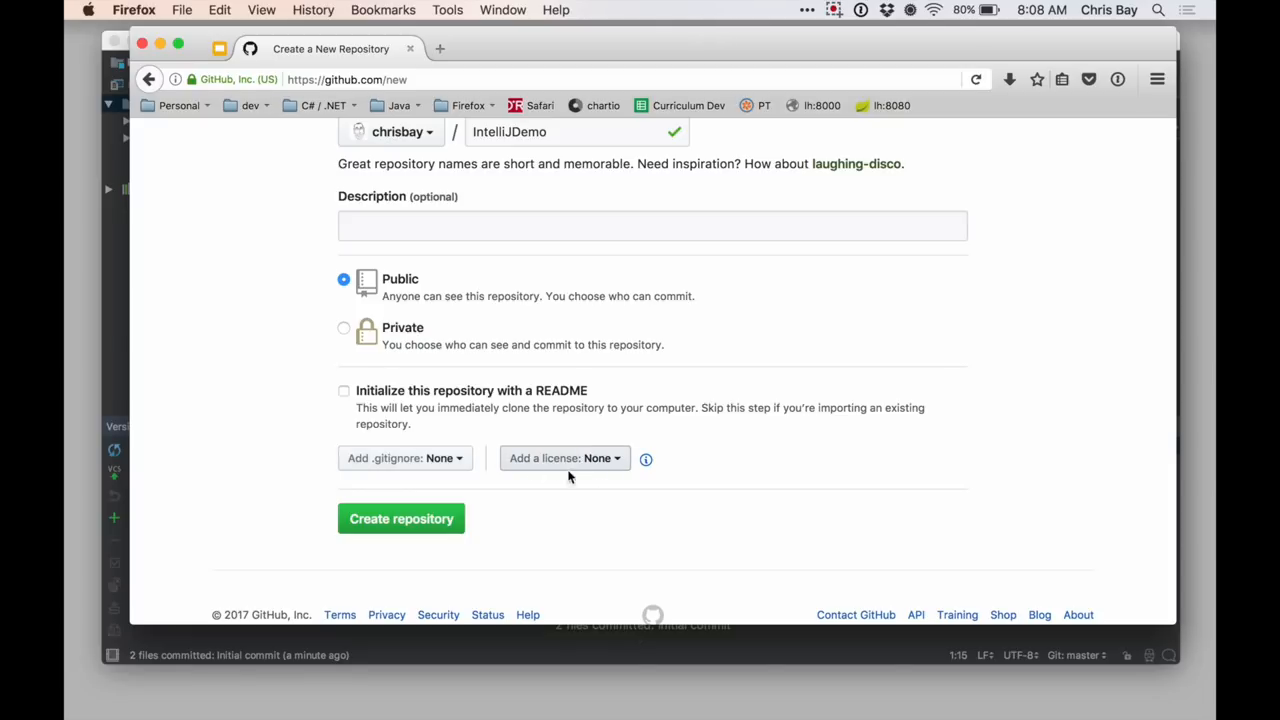 Firefox File Edit View History Bookmarks Tools Window Help 80% 8:08 AM Chris Bay
Create a New Repository
GitHub, Inc. (US) https://github.com/new
Personal dev C# / .NET Java Firefox Safari chartio Curriculum Dev PT lh:8000 lh:8080
chrisbay / IntelliJDemo
Great repository names are short and memorable. Need inspiration? How about laughing-disco.
Description (optional)
Public
Anyone can see this repository. You choose who can commit.
Private
You choose who can see and commit to this repository.
Initialize this repository with a README
This will let you immediately clone the repository to your computer. Skip this step if you're importing an existing
repository.
Versi
VCS
Add .gitignore: None Add a license: None
Create repository
© 2017 GitHub, Inc. Terms Privacy Security Status Help Contact GitHub API Training Shop Blog About
2 files committed: Initial commit
2 files committed: Initial commit (a minute ago) 1:15 LF UTF-8 Git: master